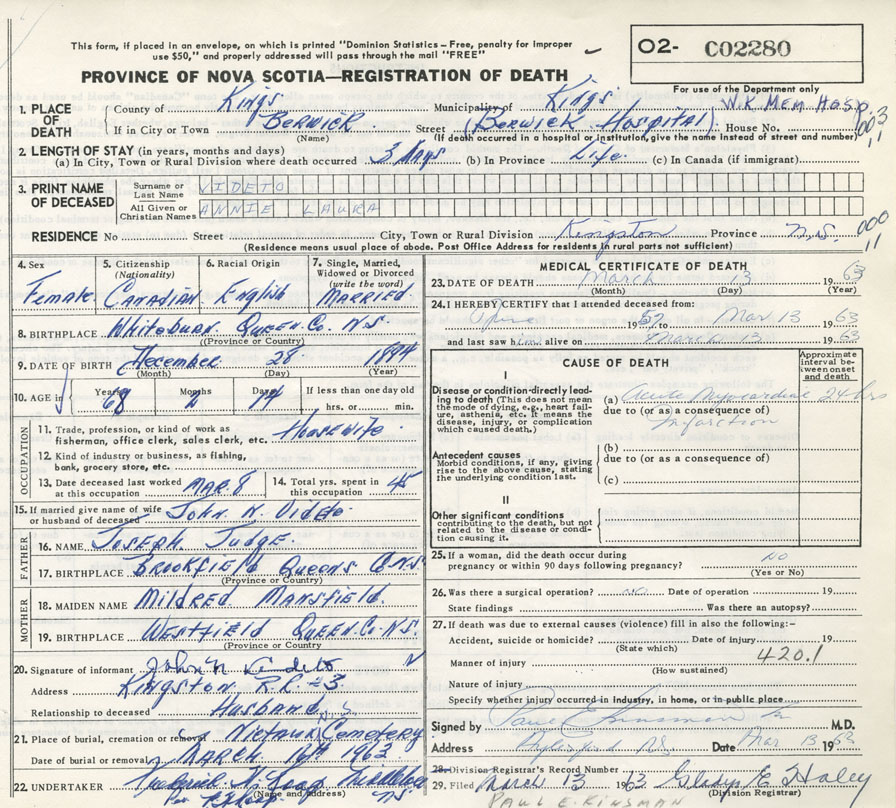 This form, if placed in an envelope, on which is printed "Dominion Statistics – Free, penalty for improper
use $50," and properly addressed will pass through the mail "FREE"
O2- C02280
PROVINCE OF NOVA SCOTIA—REGISTRATION OF DEATH
For use of the Department only
W.K. Mem Hosp.
003
11
1. PLACE OF DEATH
County of Kings Municipality of Kings
If in City or Town Berwick Street (Berwick Hospital) House No.
(Name) (If death occurred in a hospital or institution, give the name instead of street and number)
2. LENGTH OF STAY (in years, months and days)
(a) In City, Town or Rural Division where death occurred 3 days (b) In Province Life. (c) In Canada (if immigrant)
3. PRINT NAME OF DECEASED
Surname or Last Name VIDETO
All Given or Christian Names ANNIE LAURA
RESIDENCE No Street City, Town or Rural Division Kingston Province N.S.
000
11
(Residence means usual place of abode. Post Office Address for residents in rural parts not sufficient)
4. Sex Female.
5. Citizenship (Nationality) Canadian.
6. Racial Origin English
7. Single, Married, Widowed or Divorced (write the word) Married.
8. BIRTHPLACE Whiteburn Queen. Co. N.S.
(Province or Country)
9. DATE OF BIRTH December 28 1894
(Month) (Day) (Year)
10. AGE in Years 68 Months 2 Days 14 If less than one day old
hrs. or min.
OCCUPATION
11. Trade, profession, or kind of work as
fisherman, office clerk, sales clerk, etc. Housewife.
12. Kind of industry or business, as fishing,
bank, grocery store, etc.
13. Date deceased last worked at this occupation MAR. 8
14. Total yrs. spent in this occupation 45
15. If married give name of wife
or husband of deceased John N. Videto.
FATHER
16. NAME Joseph Judge.
17. BIRTHPLACE Brookfield Queens Co NS
(Province or Country)
MOTHER
18. MAIDEN NAME Mildred Mansfield.
19. BIRTHPLACE Westfield Queen. Co. N.S.
(Province or Country)
20. Signature of informant John N Videto
Address Kingston, R.R. #3.
Relationship to deceased Husband
21. Place of burial, cremation or removal Cemetery
Date of burial or removal MARCH 1963
22. UNDERTAKER
(Name and address)
MEDICAL CERTIFICATE OF DEATH
23. DATE OF DEATH March 13 1963
(Month) (Day) (Year)
24. I HEREBY CERTIFY that I attended deceased from:
1957 to Mar 13 1963
and last saw h alive on March 13 1963
CAUSE OF DEATH
Approximate interval between onset and death
I
Disease or condition directly leading to death (This does not mean the mode of dying, e.g., heart failure, asthenia, etc. It means the disease, injury, or complication which caused death.)
(a) Acute Myocardial 24 hrs
due to (or as a consequence of)
Infarction
Antecedent causes
Morbid conditions, if any, giving rise to the above cause, stating the underlying condition last.
(b)
due to (or as a consequence of)
(c)
II
Other significant conditions
contributing to the death, but not related to the disease or condition causing it.
25. If a woman, did the death occur during
pregnancy or within 90 days following pregnancy? NO
(Yes or No)
26. Was there a surgical operation? no Date of operation 19
State findings Was there an autopsy?
27. If death was due to external causes (violence) fill in also the following:–
Accident, suicide or homicide? Date of injury 19
(State which)
420.1
Manner of injury
(How sustained)
Nature of injury
Specify whether injury occurred in industry, in home, or in public place
Signed by Paul E Kinsman M.D.
Address Aylesford N.S. Date Mar 13 1963
28. Division Registrar's Record Number
29. Filed March 13 1963 Gladys E. Haley
(Division Registrar)
PAUL E. KINSMAN